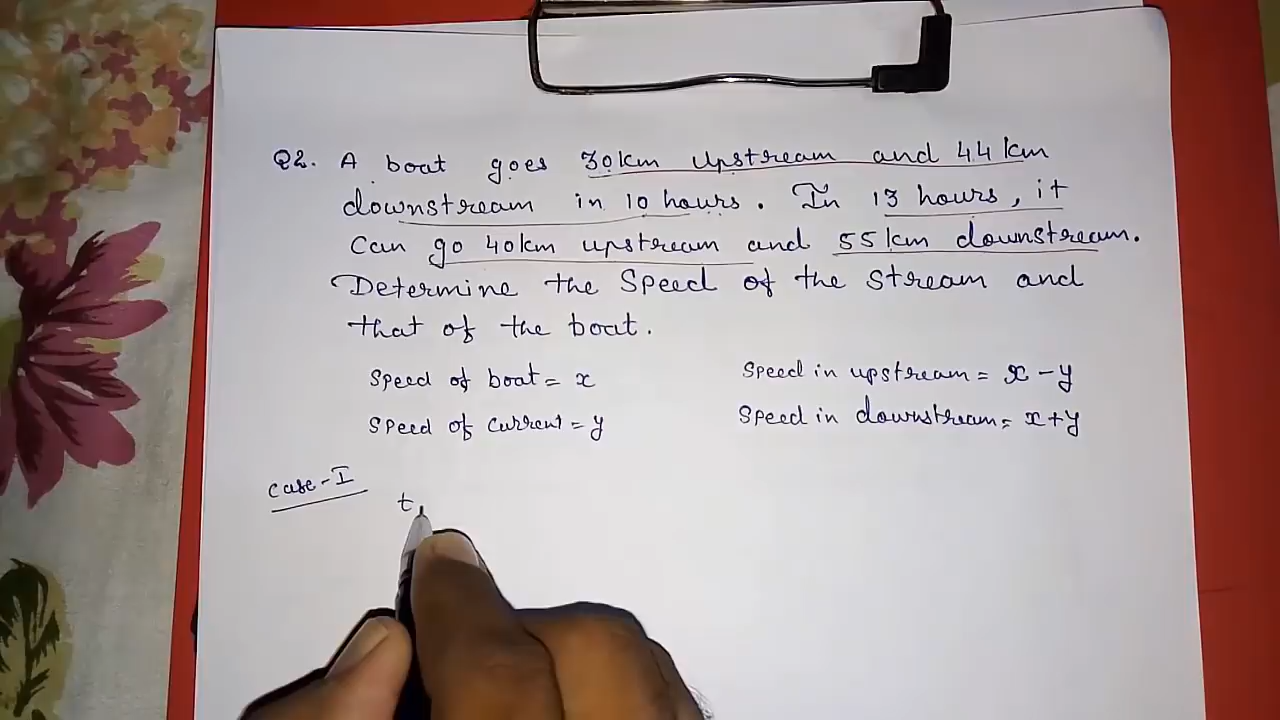 Q2. A boat goes 30km upstream and 44 km
downstream in 10 hours. In 13 hours, it
can go 40km upstream and 55km downstream.
Determine the Speed of the stream and
that of the boat.
Speed of boat = x
Speed in upstream = x - y
Speed of current = y
Speed in downstream = x+y
Case-I
t